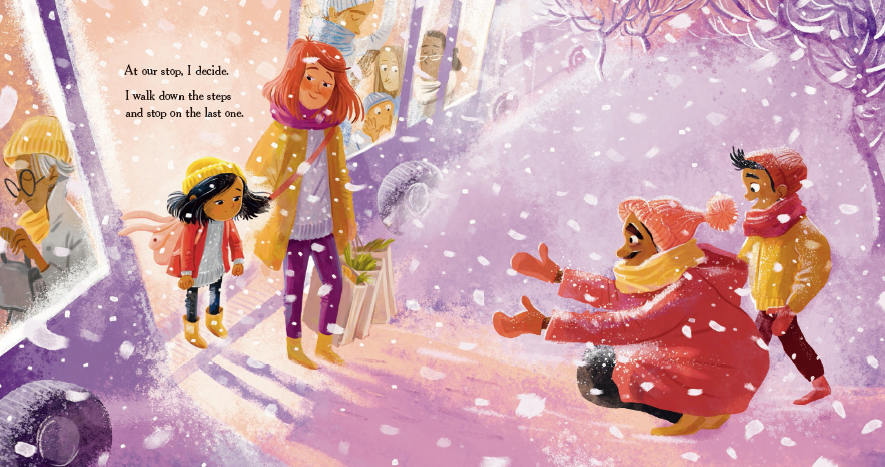 At our stop, I decide.
I walk down the steps
and stop on the last one.